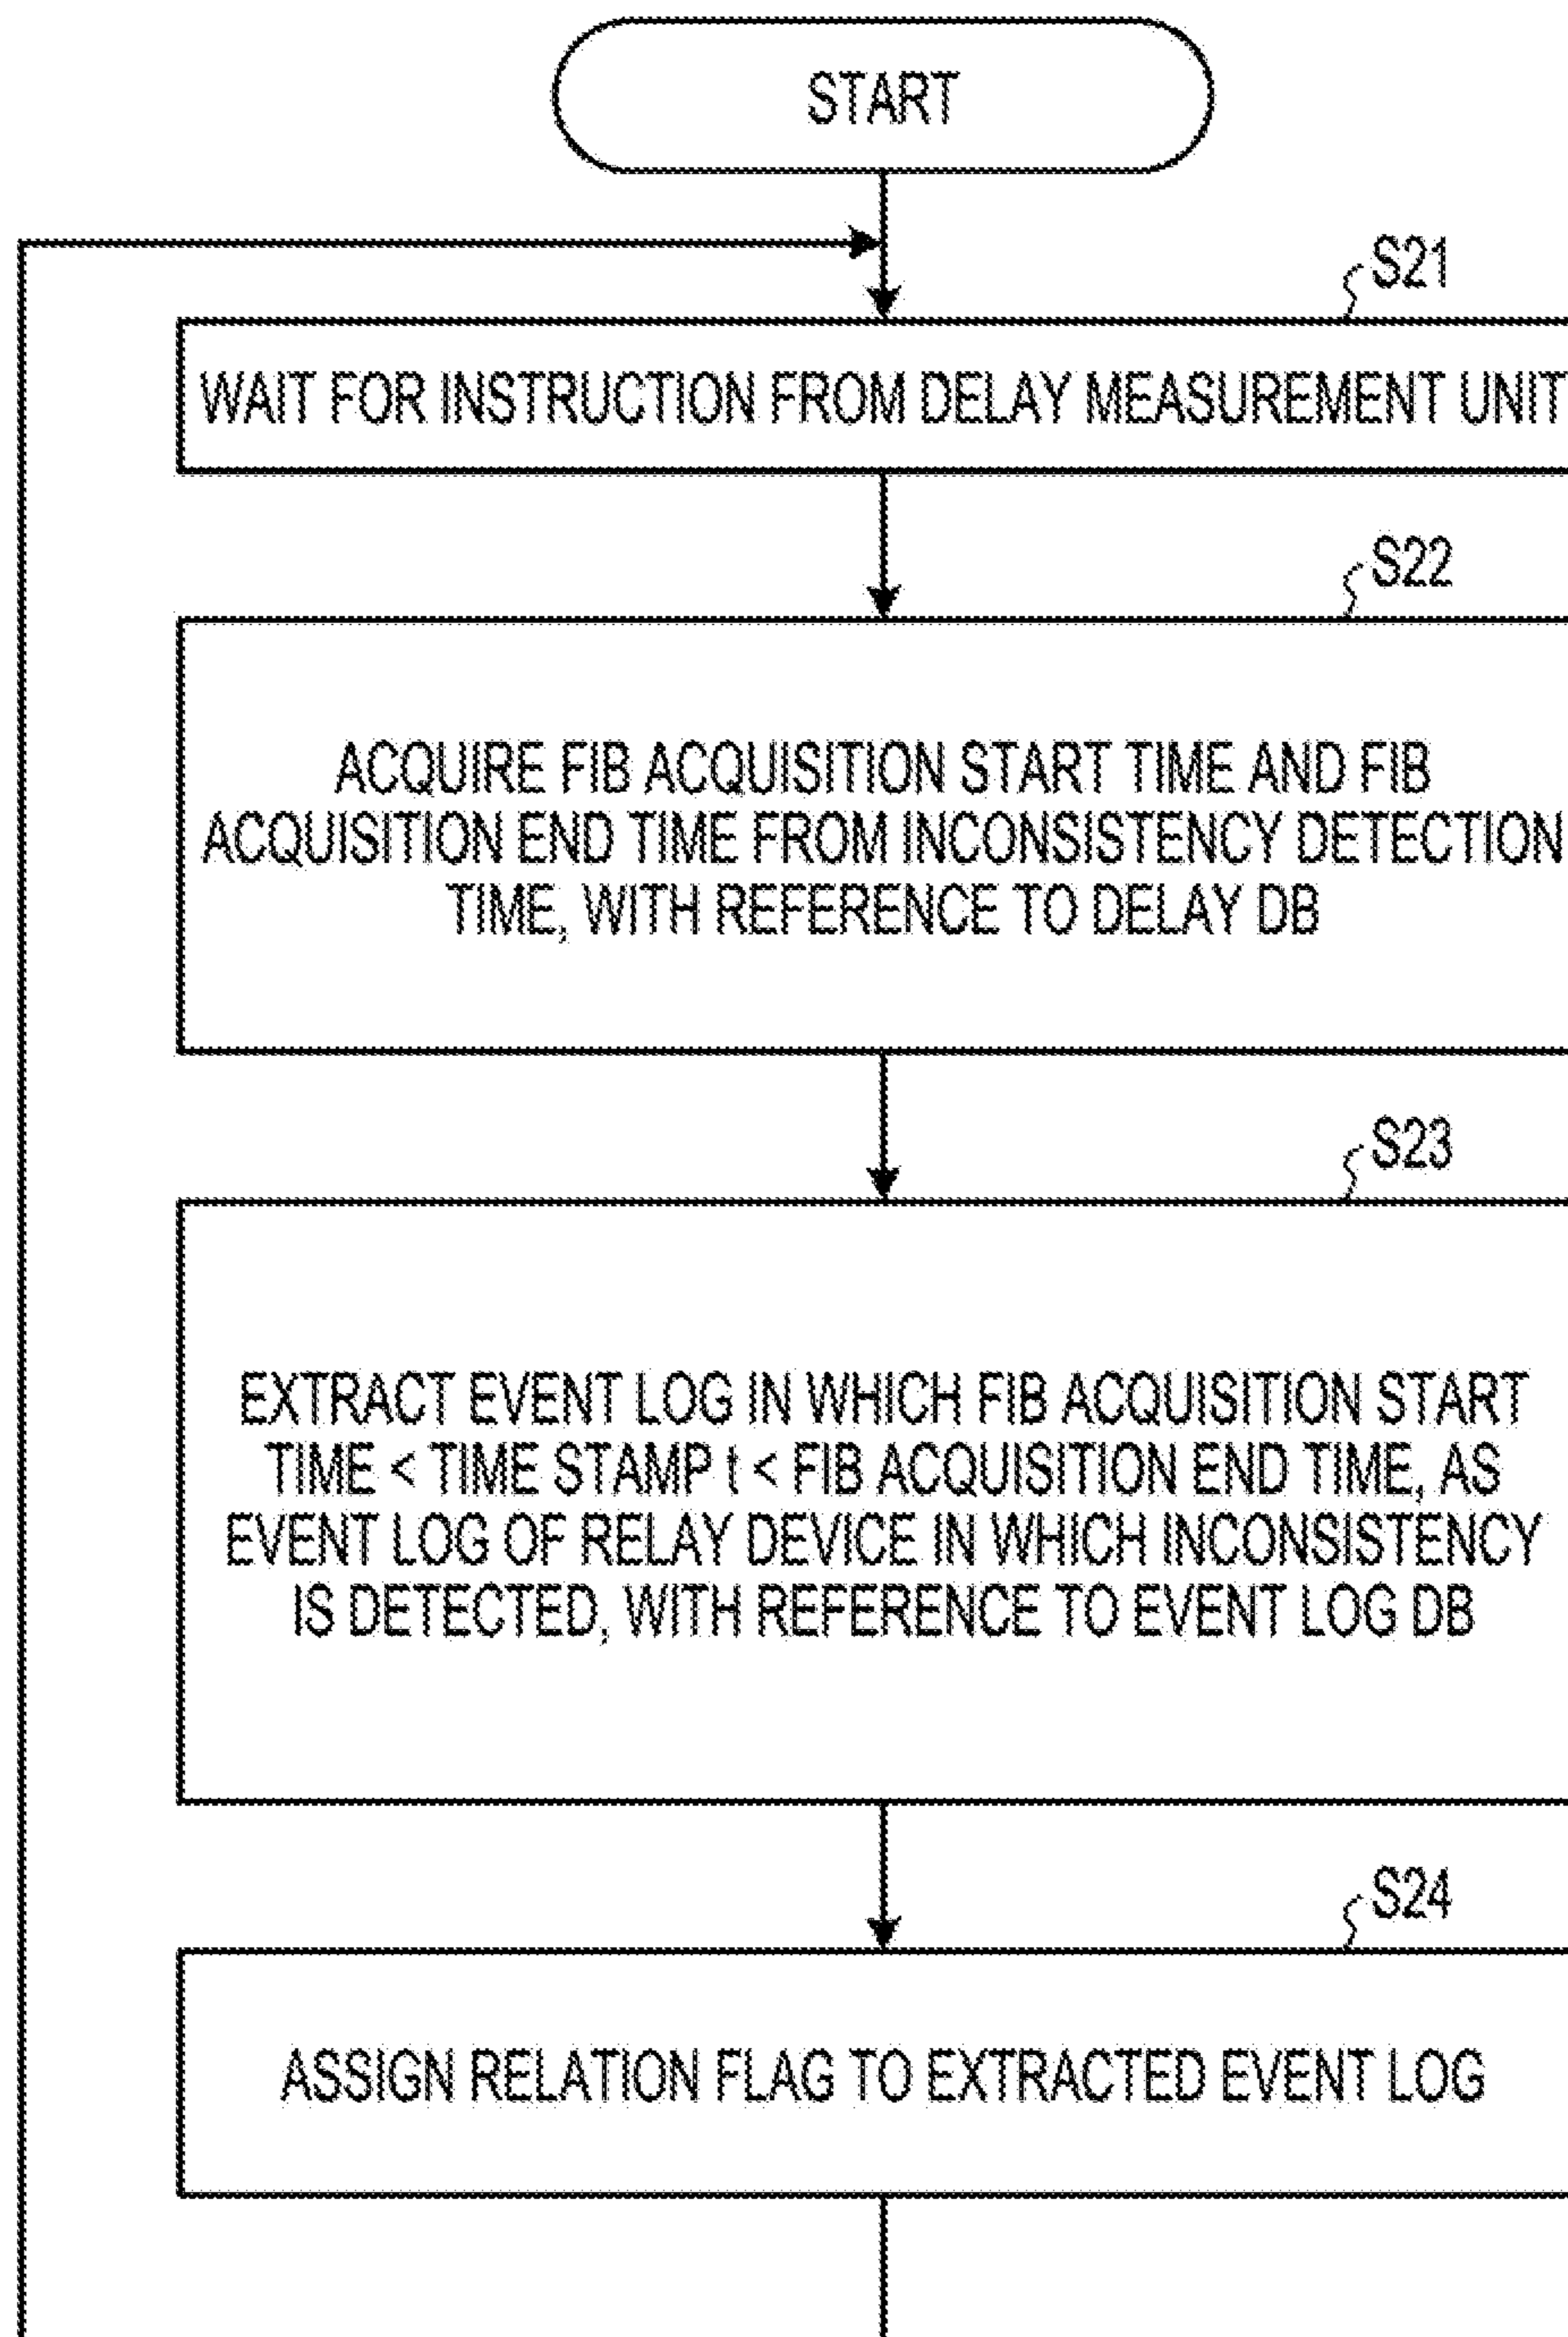 START
S21
WAIT FOR INSTRUCTION FROM DELAY MEASUREMENT UNIT
S22
ACQUIRE FIB ACQUISITION START TIME AND FIB
ACQUISITION END TIME FROM INCONSISTENCY DETECTION
TIME, WITH REFERENCE TO DELAY DB
S23
EXTRACT EVENT LOG IN WHICH FIB ACQUISITION START
TIME < TIME STAMP t < FIB ACQUISITION END TIME, AS
EVENT LOG OF RELAY DEVICE IN WHICH INCONSISTENCY
IS DETECTED, WITH REFERENCE TO EVENT LOG DB
S24
ASSIGN RELATION FLAG TO EXTRACTED EVENT LOG